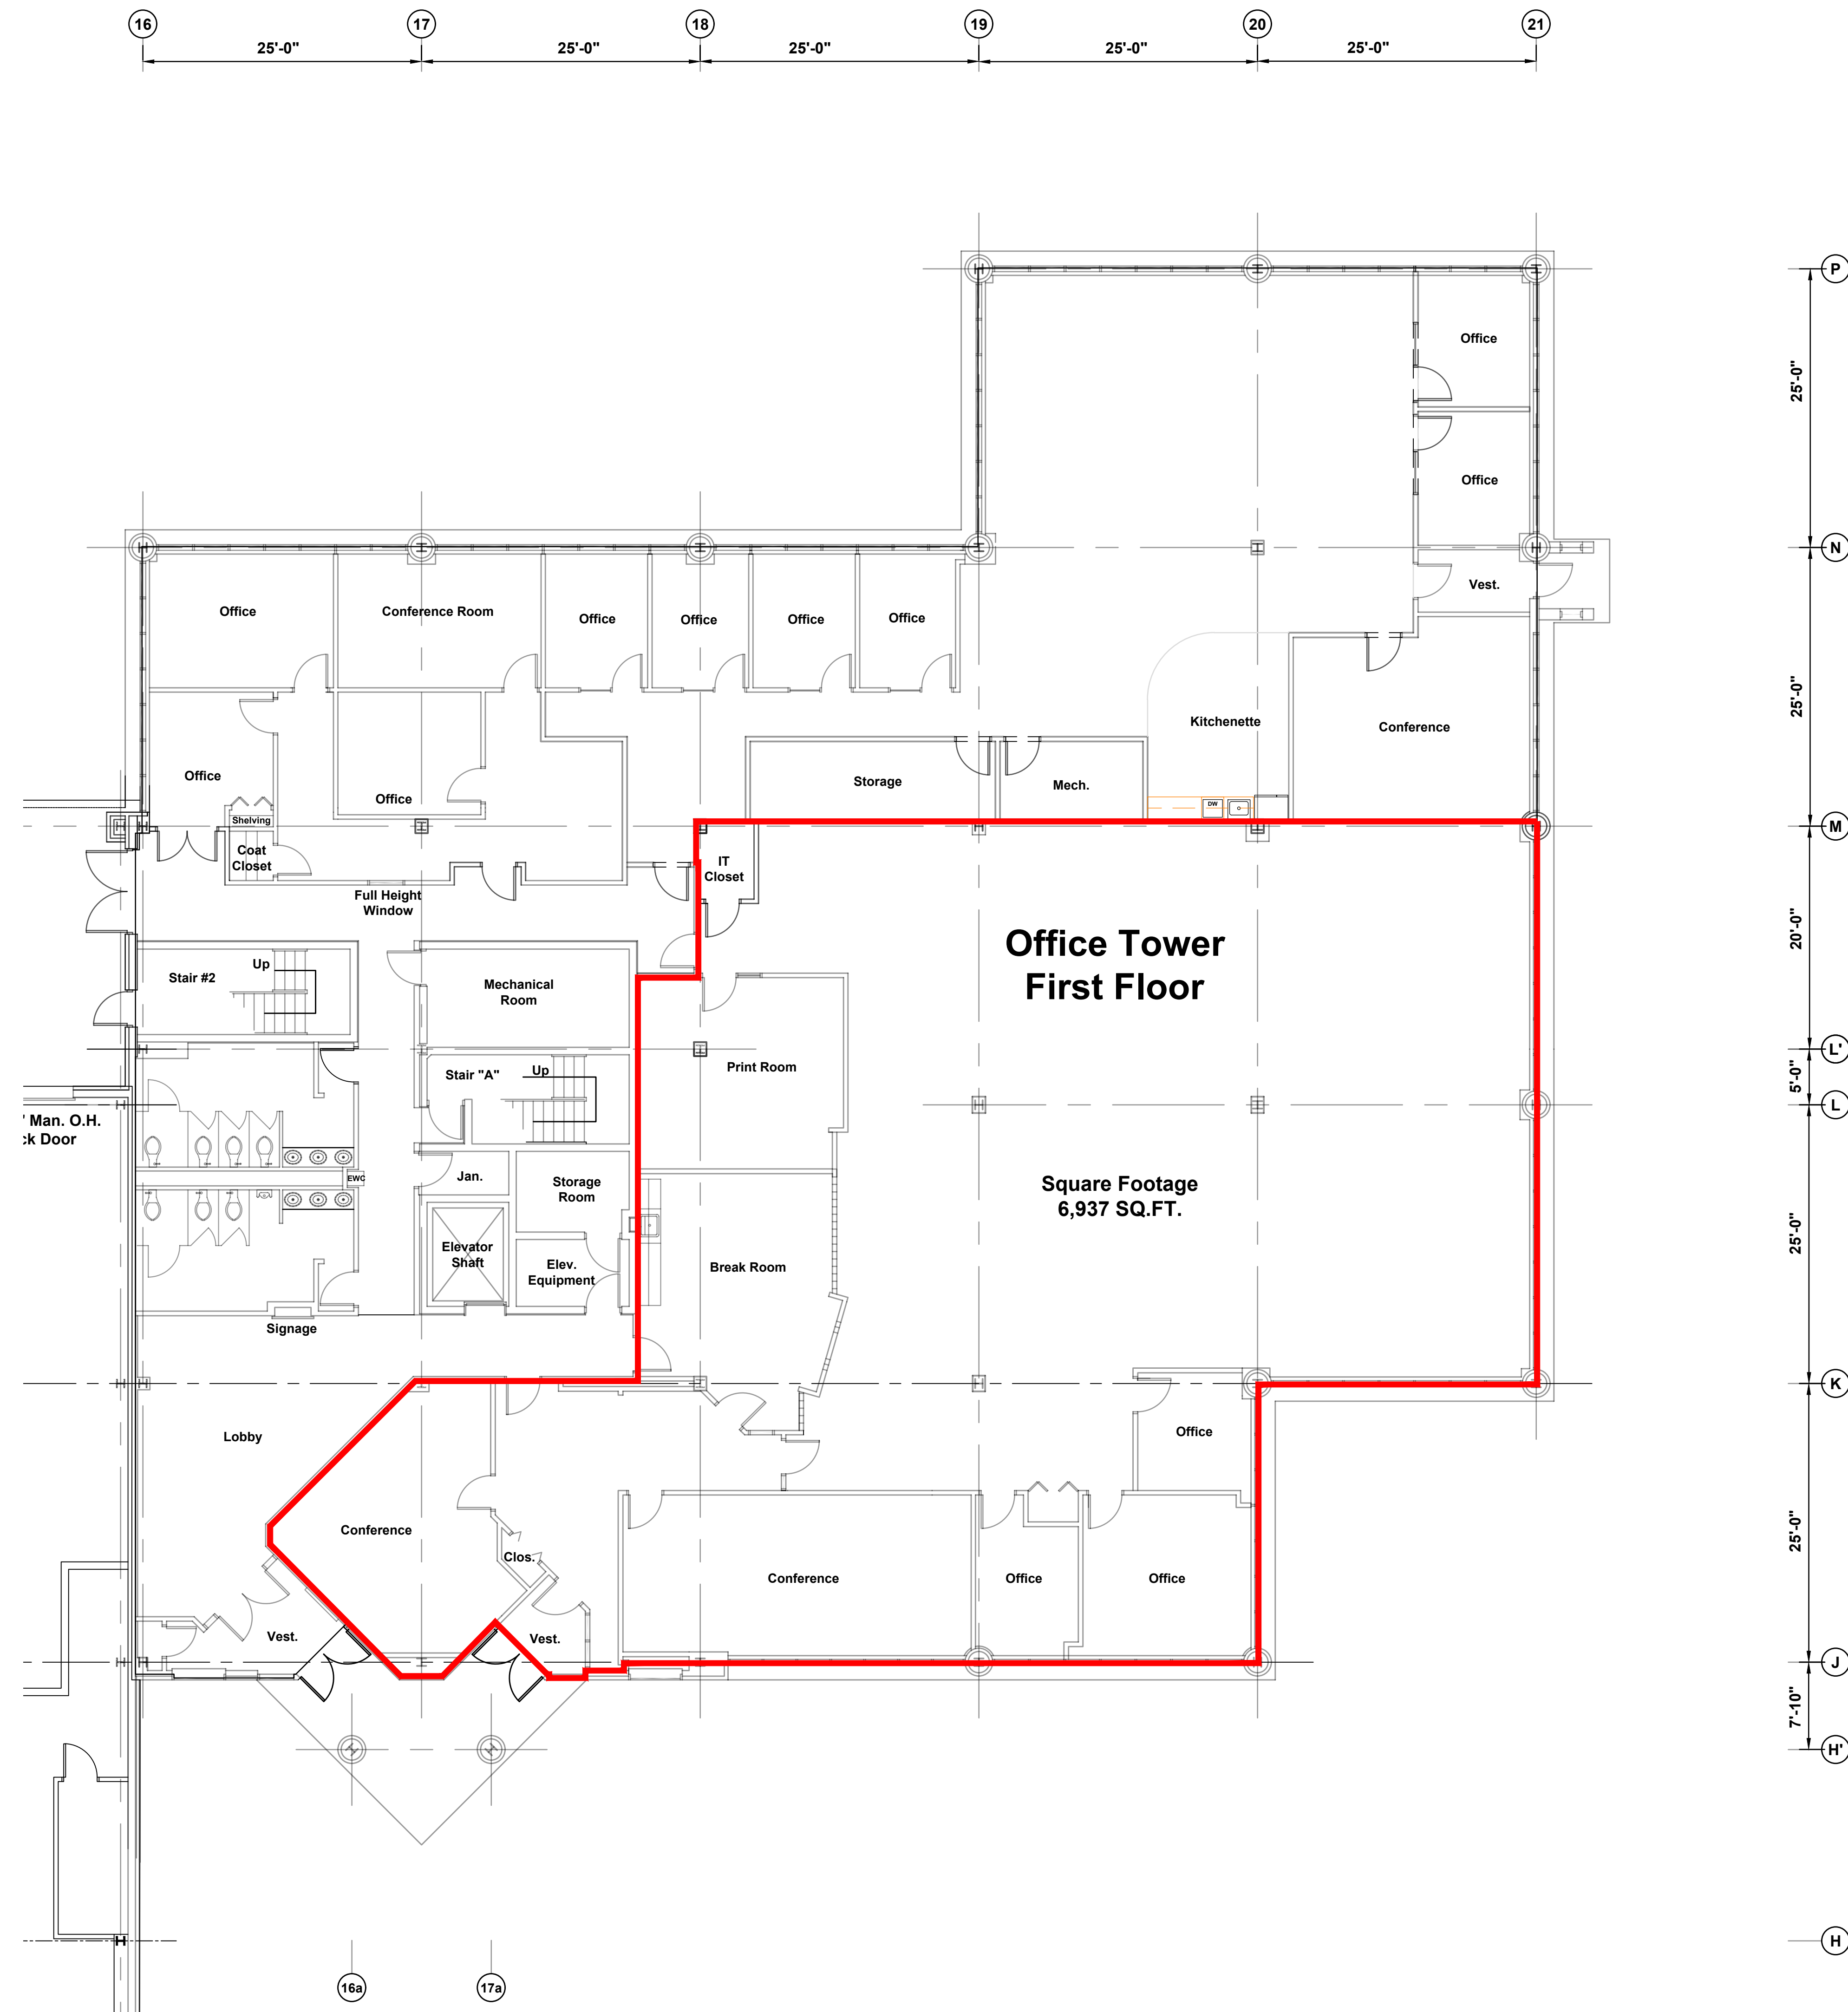 16 17 18 19 20 21
25'-0" 25'-0" 25'-0" 25'-0" 25'-0"
P
25'-0"
Office
Office
N
Vest.
Office
Conference Room
Office
Office
Office
Office
25'-0"
Kitchenette
Conference
Office
Office
Storage
Mech.
DW
Shelving
M
Coat
Closet
IT
Closet
Full Height
Window
20'-0"
Office Tower
First Floor
Stair #2
Up
Mechanical
Room
L'
Print Room
Stair "A"
Up
5'-0"
L
' Man. O.H.
ck Door
EWC
Jan.
Storage
Room
Square Footage
6,937 SQ.FT.
25'-0"
Elevator
Shaft
Elev.
Equipment
Break Room
Signage
K
Lobby
Office
Conference
25'-0"
Clos.
Conference
Office
Office
Vest.
Vest.
J
7'-10"
H'
H
16a 17a